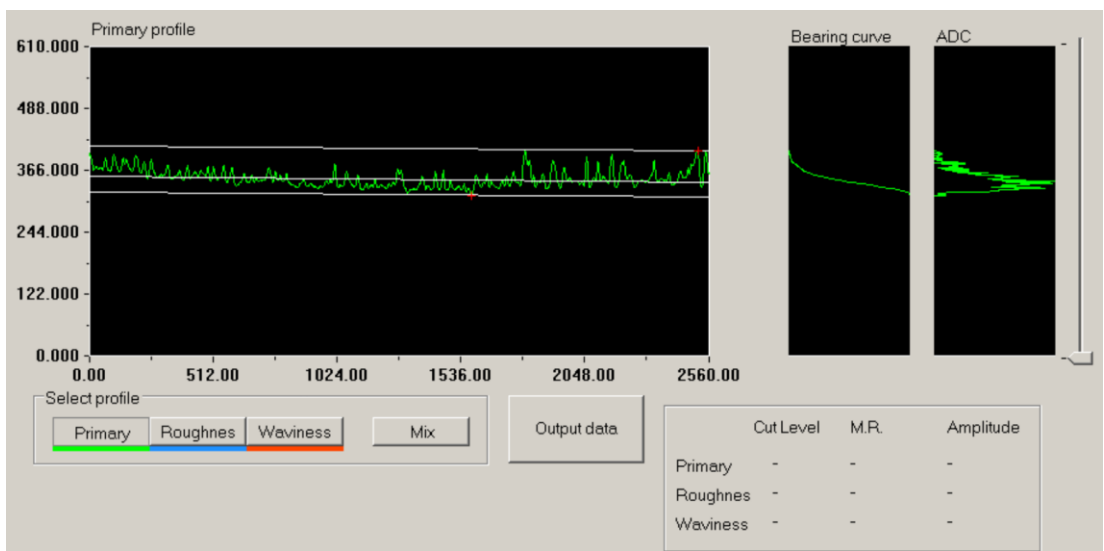 Primary profile
Bearing curve ADC
610.000
488.000
366.000
244.000
122.000
0.000
0.00 512.00 1024.00 1536.00 2048.00 2560.00
Select profile
Primary Roughnes Waviness Mix
Output data
Cut Level M.R. Amplitude
Primary - - -
Roughnes - - -
Waviness - - -